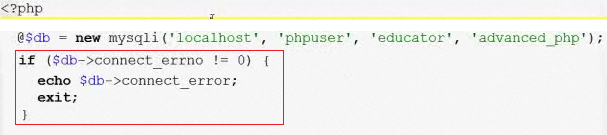 <?php
@$db = new mysqli('localhost', 'phpuser', 'educator', 'advanced_php');
if ($db->connect_errno != 0) {
echo $db->connect_error;
exit;
}